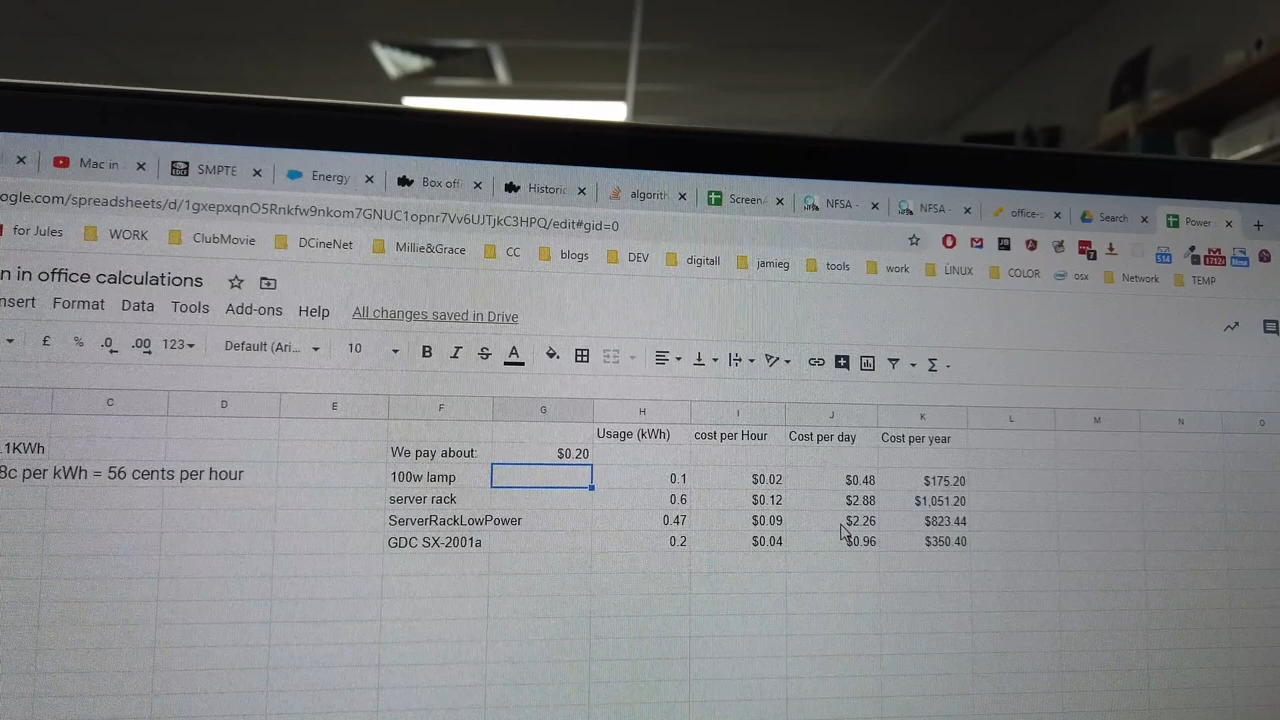 Mac in
SMPTE
Energy
Box offi
Historic
algorith
Screen
NFSA -
NFSA -
office-
Search
Power
ogle.com/spreadsheets/d/1gxepxqnO5Rnkfw9nkom7GNUC1opnr7Vv6UJTjkC3HPQ/edit#gid=0
for Jules
WORK
ClubMovie
DCineNet
Millie&Grace
CC
blogs
DEV
digitall
jamieg
tools
work
LINUX
COLOR
osx
Network
TEMP
n in office calculations
nsert Format Data Tools Add-ons Help All changes saved in Drive
£ % .0 .00 123 Default (Ari... 10 B I S A
C D E F G H I J K L M N O
Usage (kWh) cost per Hour Cost per day Cost per year
.1KWh We pay about: $0.20
8c per kWh = 56 cents per hour 100w lamp 0.1 $0.02 $0.48 $175.20
server rack 0.6 $0.12 $2.88 $1,051.20
ServerRackLowPower 0.47 $0.09 $2.26 $823.44
GDC SX-2001a 0.2 $0.04 $0.96 $350.40